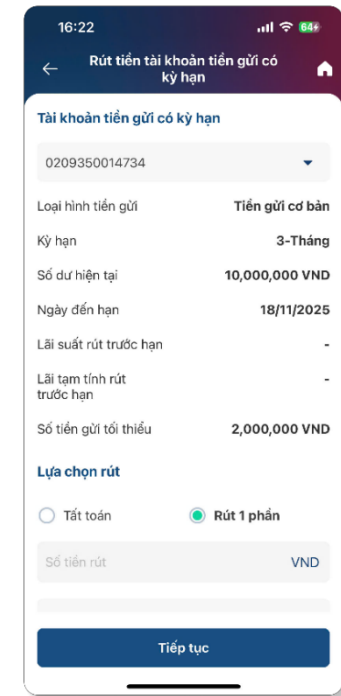 16:22
64
Rút tiền tài khoản tiền gửi có
kỳ hạn
Tài khoản tiền gửi có kỳ hạn
0209350014734
Loại hình tiền gửi Tiền gửi cơ bản
Kỳ hạn 3-Tháng
Số dư hiện tại 10,000,000 VND
Ngày đến hạn 18/11/2025
Lãi suất rút trước hạn -
Lãi tạm tính rút
trước hạn -
Số tiền gửi tối thiểu 2,000,000 VND
Lựa chọn rút
Tất toán Rút 1 phần
Số tiền rút VND
Tiếp tục